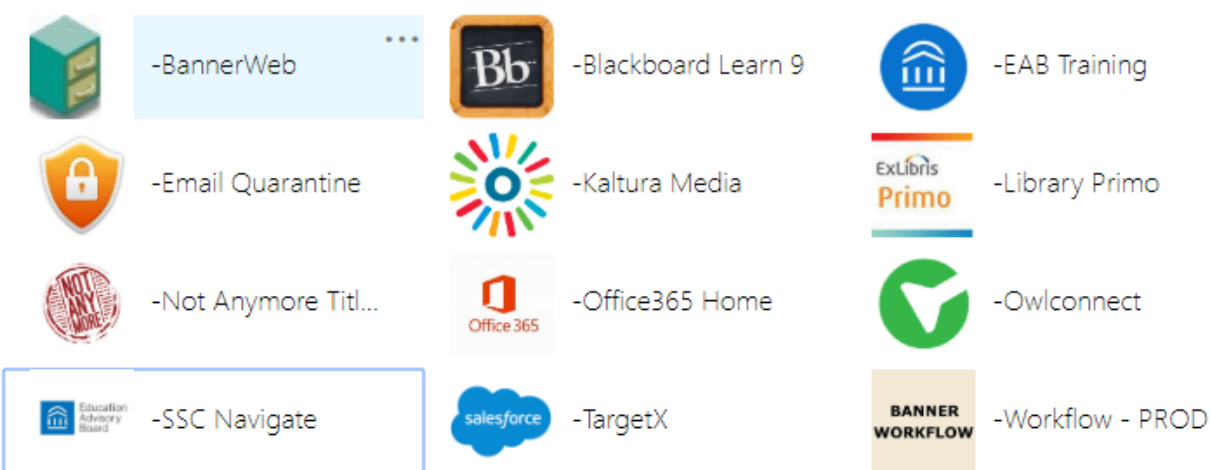 -BannerWeb
Bb
-Blackboard Learn 9
-EAB Training
-Email Quarantine
-Kaltura Media
ExLibris
Primo
-Library Primo
NOT
ANY
MORE
-Not Anymore Titl...
Office 365
-Office365 Home
-Owlconnect
Education
Advisory
Board
-SSC Navigate
salesforce
-TargetX
BANNER
WORKFLOW
-Workflow - PROD